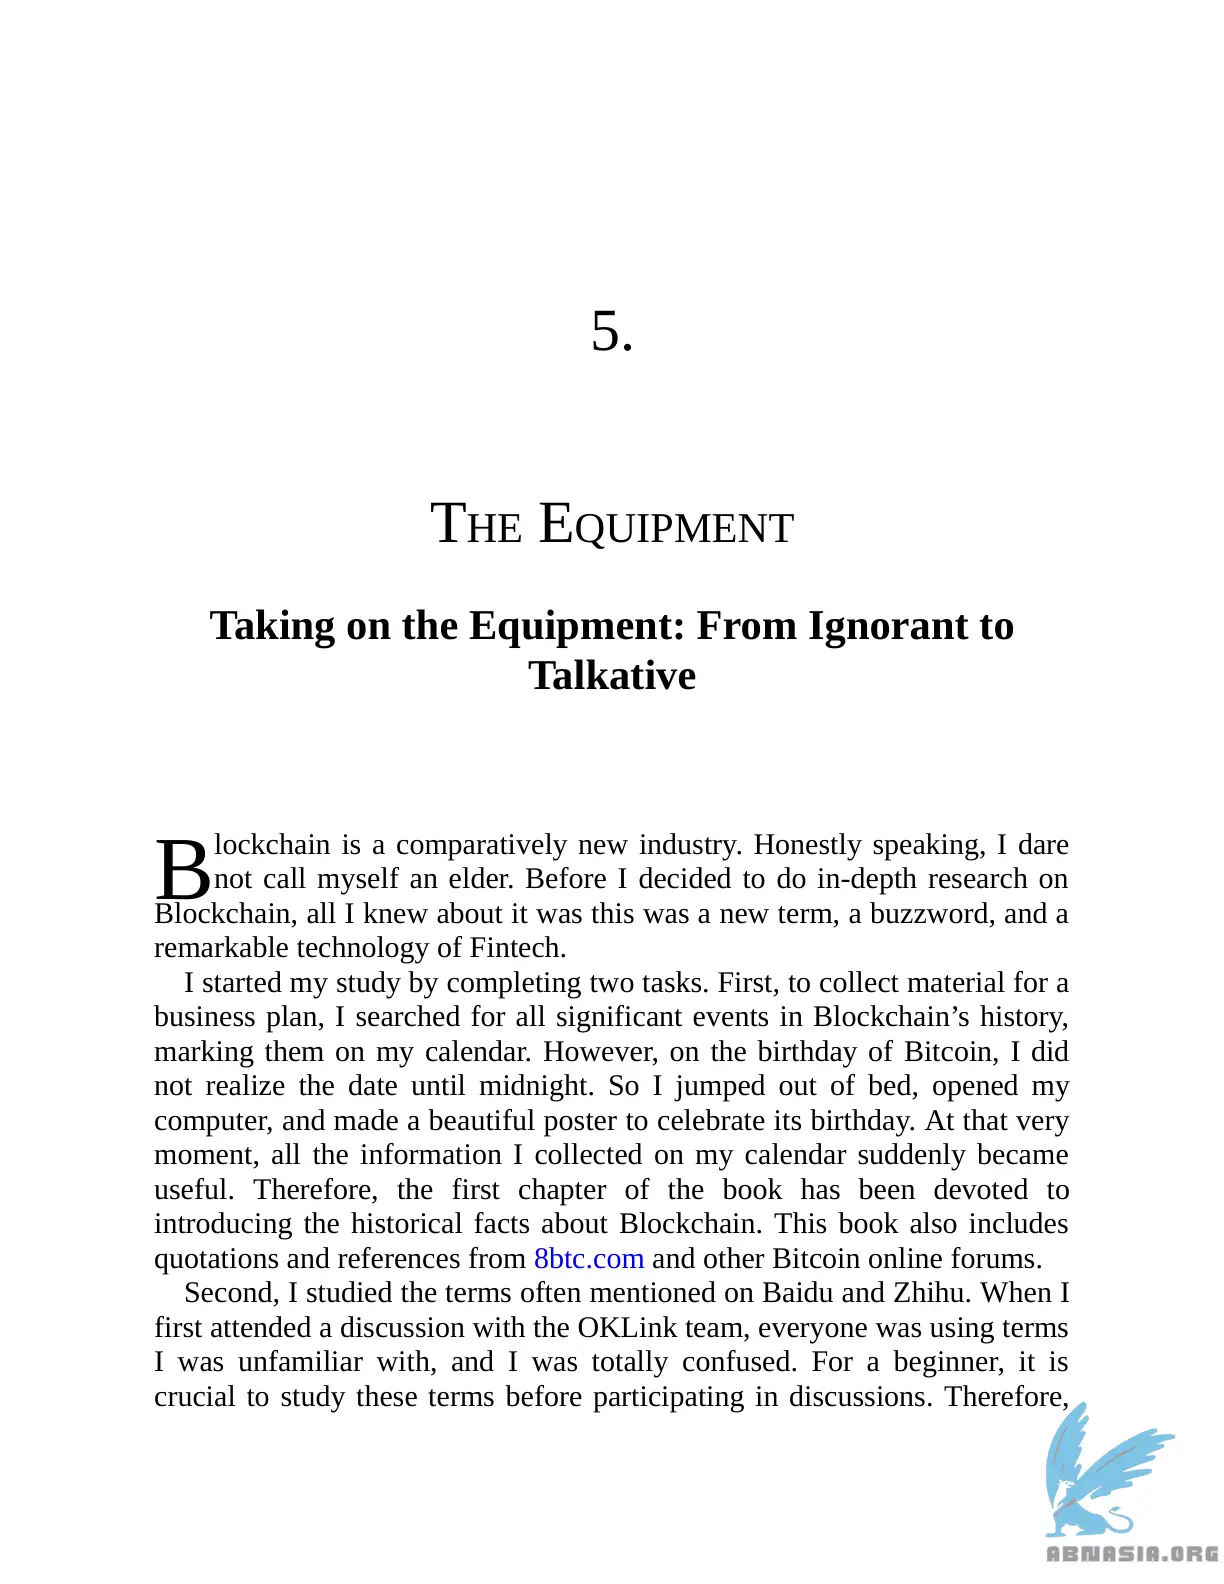 5.
THE EQUIPMENT
Taking on the Equipment: From Ignorant to
Talkative
Blockchain is a comparatively new industry. Honestly speaking, I dare
not call myself an elder. Before I decided to do in-depth research on
Blockchain, all I knew about it was this was a new term, a buzzword, and a
remarkable technology of Fintech.
I started my study by completing two tasks. First, to collect material for a
business plan, I searched for all significant events in Blockchain’s history,
marking them on my calendar. However, on the birthday of Bitcoin, I did
not realize the date until midnight. So I jumped out of bed, opened my
computer, and made a beautiful poster to celebrate its birthday. At that very
moment, all the information I collected on my calendar suddenly became
useful. Therefore, the first chapter of the book has been devoted to
introducing the historical facts about Blockchain. This book also includes
quotations and references from 8btc.com and other Bitcoin online forums.
Second, I studied the terms often mentioned on Baidu and Zhihu. When I
first attended a discussion with the OKLink team, everyone was using terms
I was unfamiliar with, and I was totally confused. For a beginner, it is
crucial to study these terms before participating in discussions. Therefore,
ABNASIA.ORG